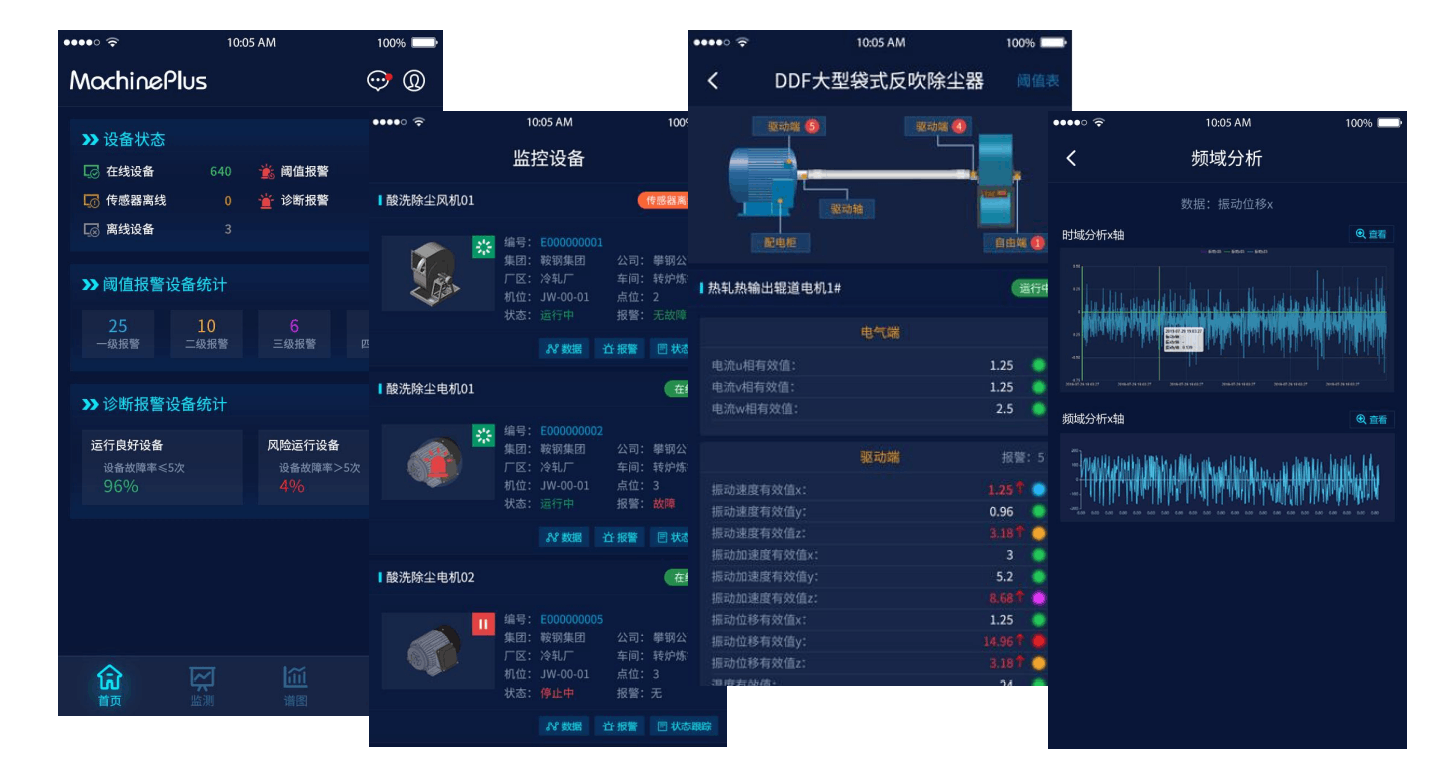 10:05 AM
100%
MachinePlus
设备状态
在线设备 640 阈值报警
传感器离线 0 诊断报警
离线设备 3
阈值报警设备统计
25 10 6
一级报警 二级报警 三级报警
诊断报警设备统计
运行良好设备 风险运行设备
设备故障率≤5次 设备故障率>5次
96% 4%
首页 监测 谱图
10:05 AM
监控设备
酸洗除尘风机01 传感器离
编号: E000000001
集团: 鞍钢集团 公司: 攀钢公
厂区: 冷轧厂 车间: 转炉炼
机位: JW-00-01 点位: 2
状态: 运行中 报警: 无故障
数据 报警 状态
酸洗除尘电机01 在
编号: E000000002
集团: 鞍钢集团 公司: 攀钢公
厂区: 冷轧厂 车间: 转炉炼
机位: JW-00-01 点位: 3
状态: 运行中 报警: 故障
数据 报警 状态
酸洗除尘电机02 在
编号: E000000005
集团: 鞍钢集团 公司: 攀钢公
厂区: 冷轧厂 车间: 转炉炼
机位: JW-00-01 点位: 3
状态: 停止中 报警: 无
数据 报警 状态跟踪
10:05 AM
100%
DDF大型袋式反吹除尘器 阈值表
驱动端 5 驱动端 4
驱动轴
配电柜 自由端 1
热轧热输出辊道电机1# 运行中
电气端
电流u相有效值: 1.25
电流v相有效值: 1.25
电流w相有效值: 2.5
驱动端 报警: 5
振动速度有效值x: 1.25↑
振动速度有效值y: 0.96
振动速度有效值z: 3.18↑
振动加速度有效值x: 3
振动加速度有效值y: 5.2
振动加速度有效值z: 8.68↑
振动位移有效值x: 1.25
振动位移有效值y: 14.96↑
振动位移有效值z: 3.18↑
温度有效值: 24
10:05 AM
100%
频域分析
数据: 振动位移x
时域分析x轴 查看
频域分析x轴 查看